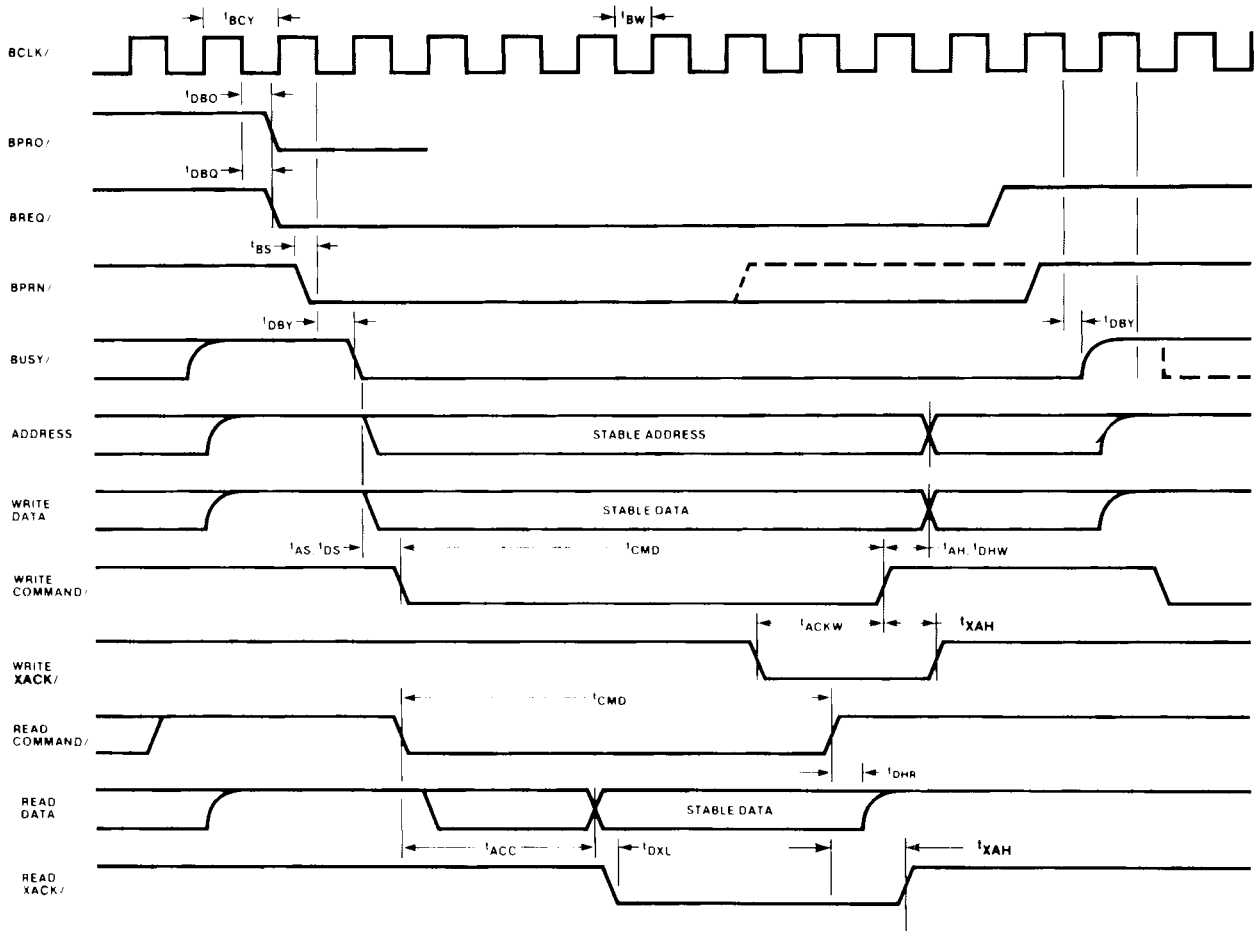 tBCY
tBW
BCLK/
tDBO
BPRO/
tDBQ
BREQ/
tBS
BPRN/
tDBY
tDBY
BUSY/
ADDRESS
STABLE ADDRESS
WRITE
DATA
STABLE DATA
tAS, tDS
tCMD
tAH, tDHW
WRITE
COMMAND/
tACKW
tXAH
WRITE
XACK/
tCMD
READ
COMMAND/
tDHR
READ
DATA
STABLE DATA
tACC
tDXL
tXAH
READ
XACK/